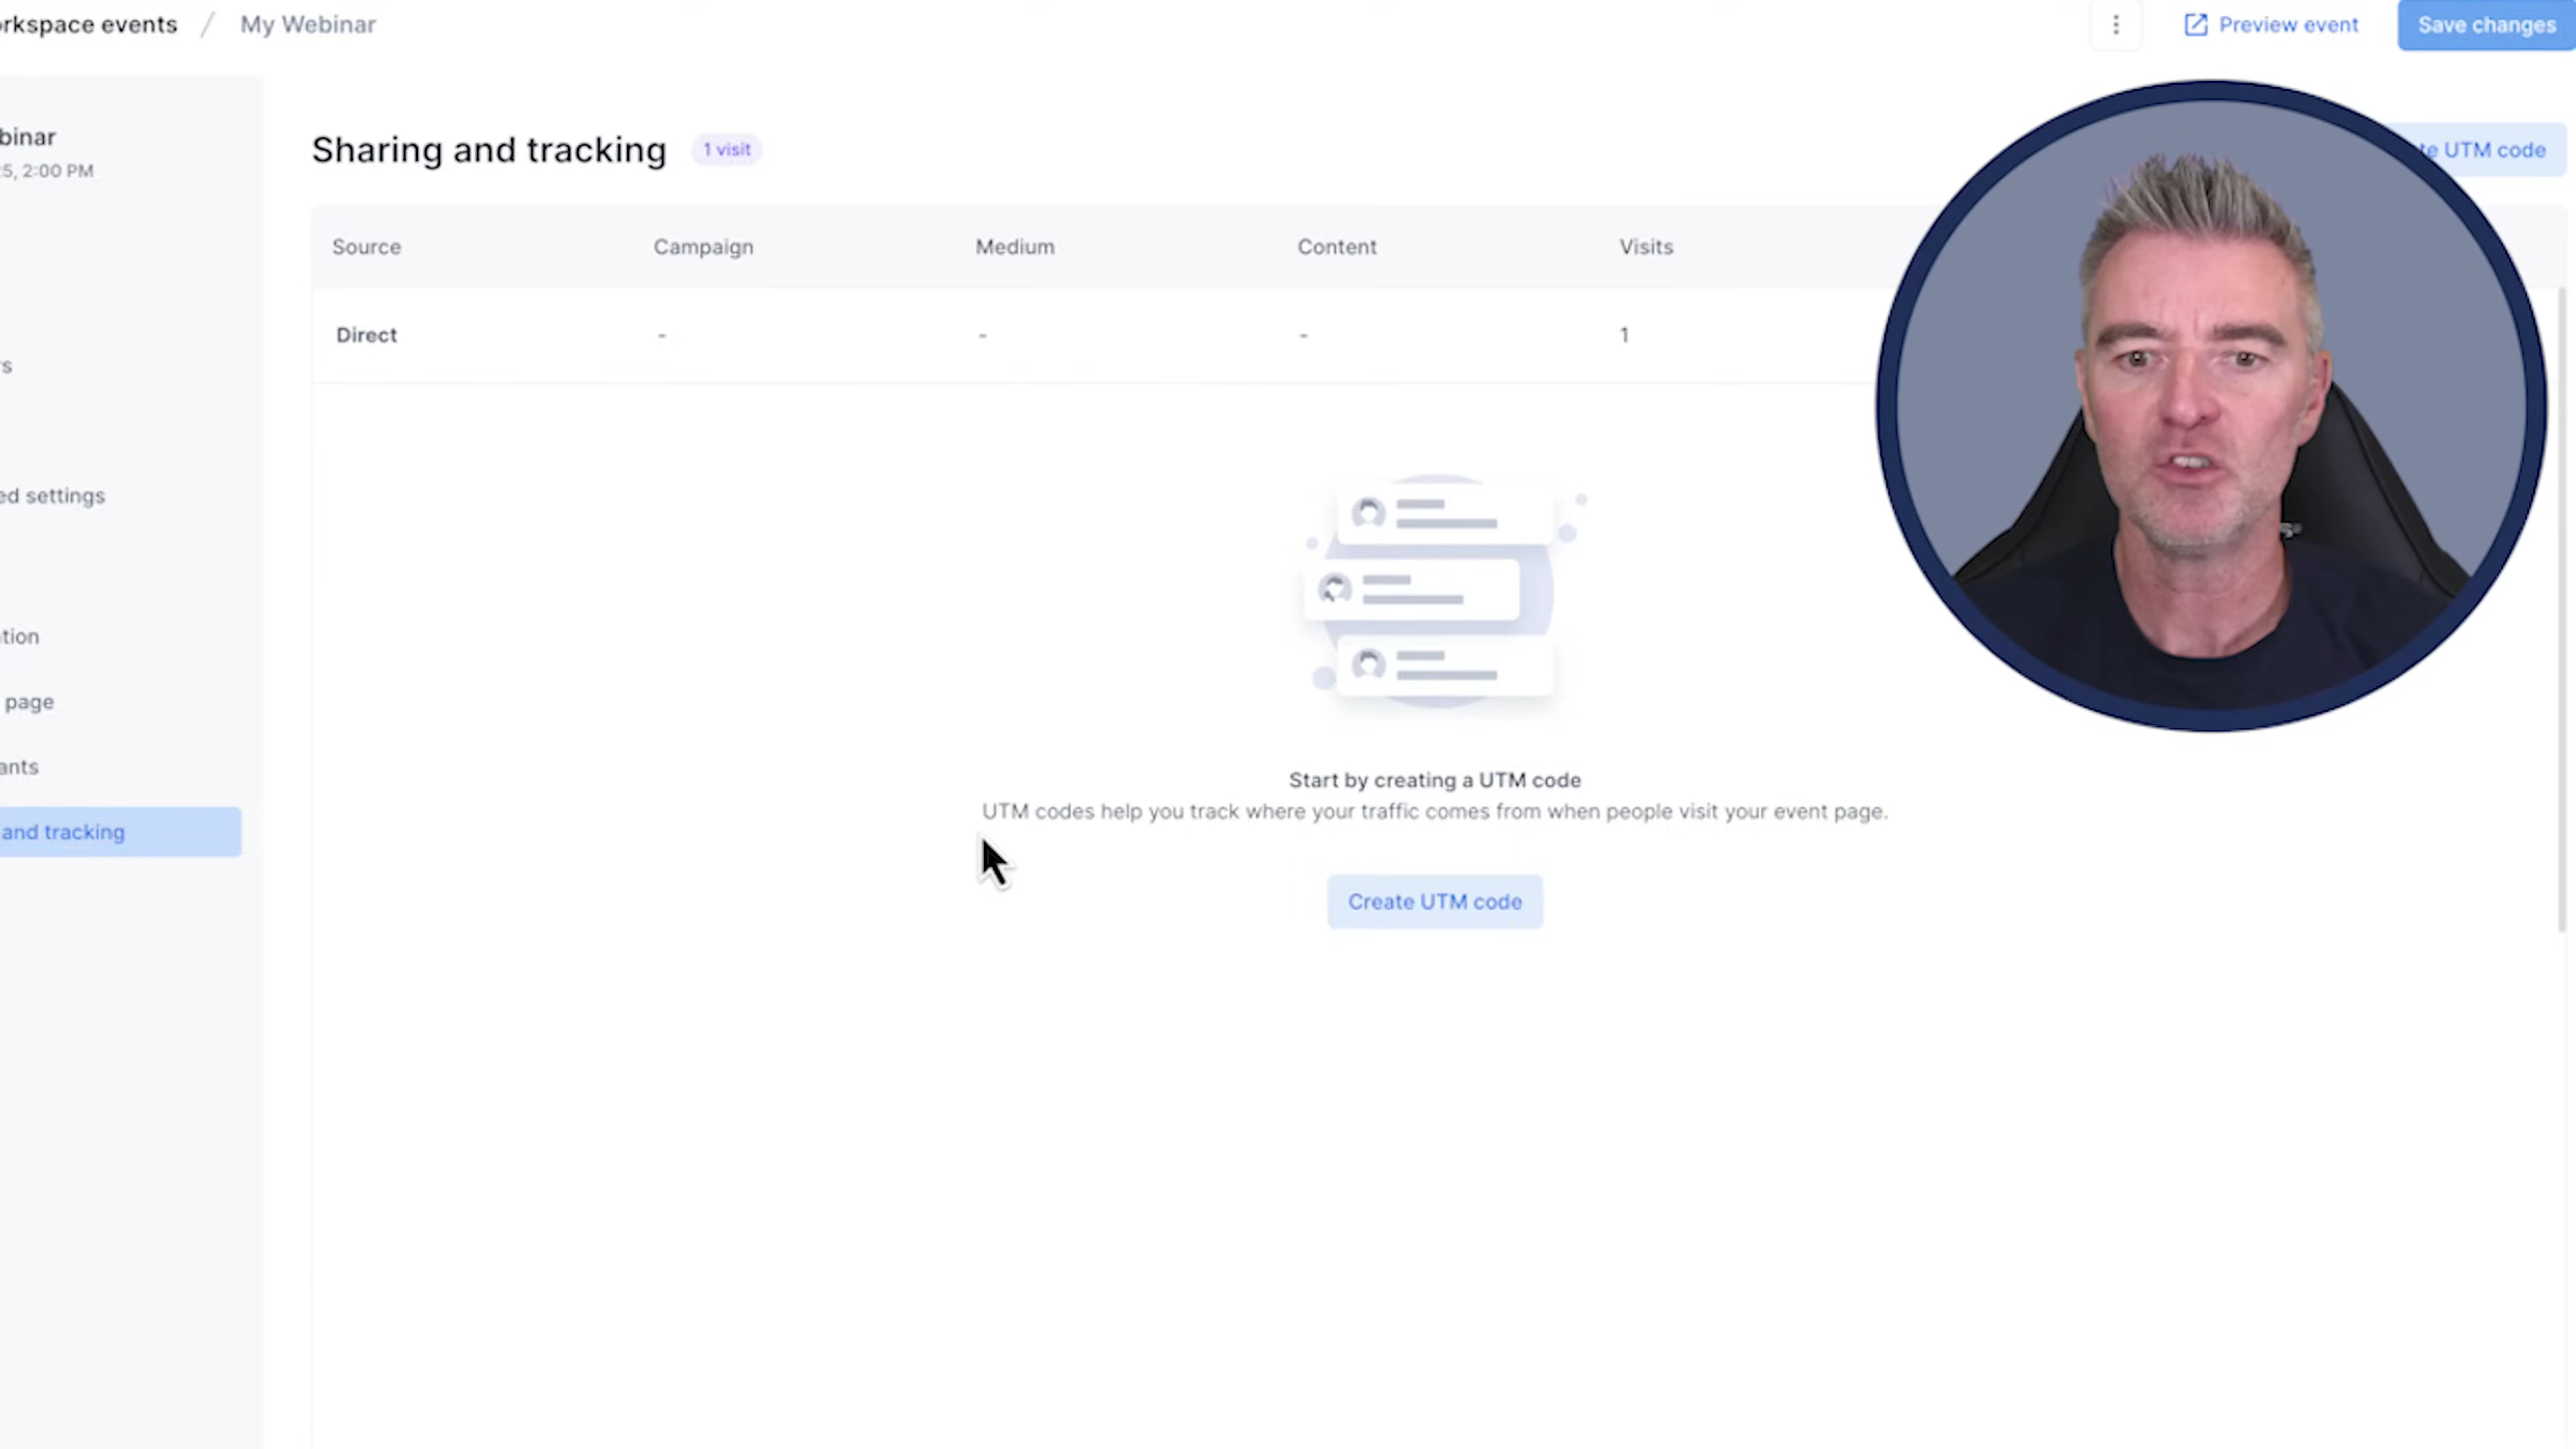 rkspace events / My Webinar
Preview event
Save changes
binar
5, 2:00 PM
Sharing and tracking
1 visit
te UTM code
Source
Campaign
Medium
Content
Visits
Direct
-
-
-
1
s
ed settings
tion
page
ants
and tracking
Start by creating a UTM code
UTM codes help you track where your traffic comes from when people visit your event page.
Create UTM code